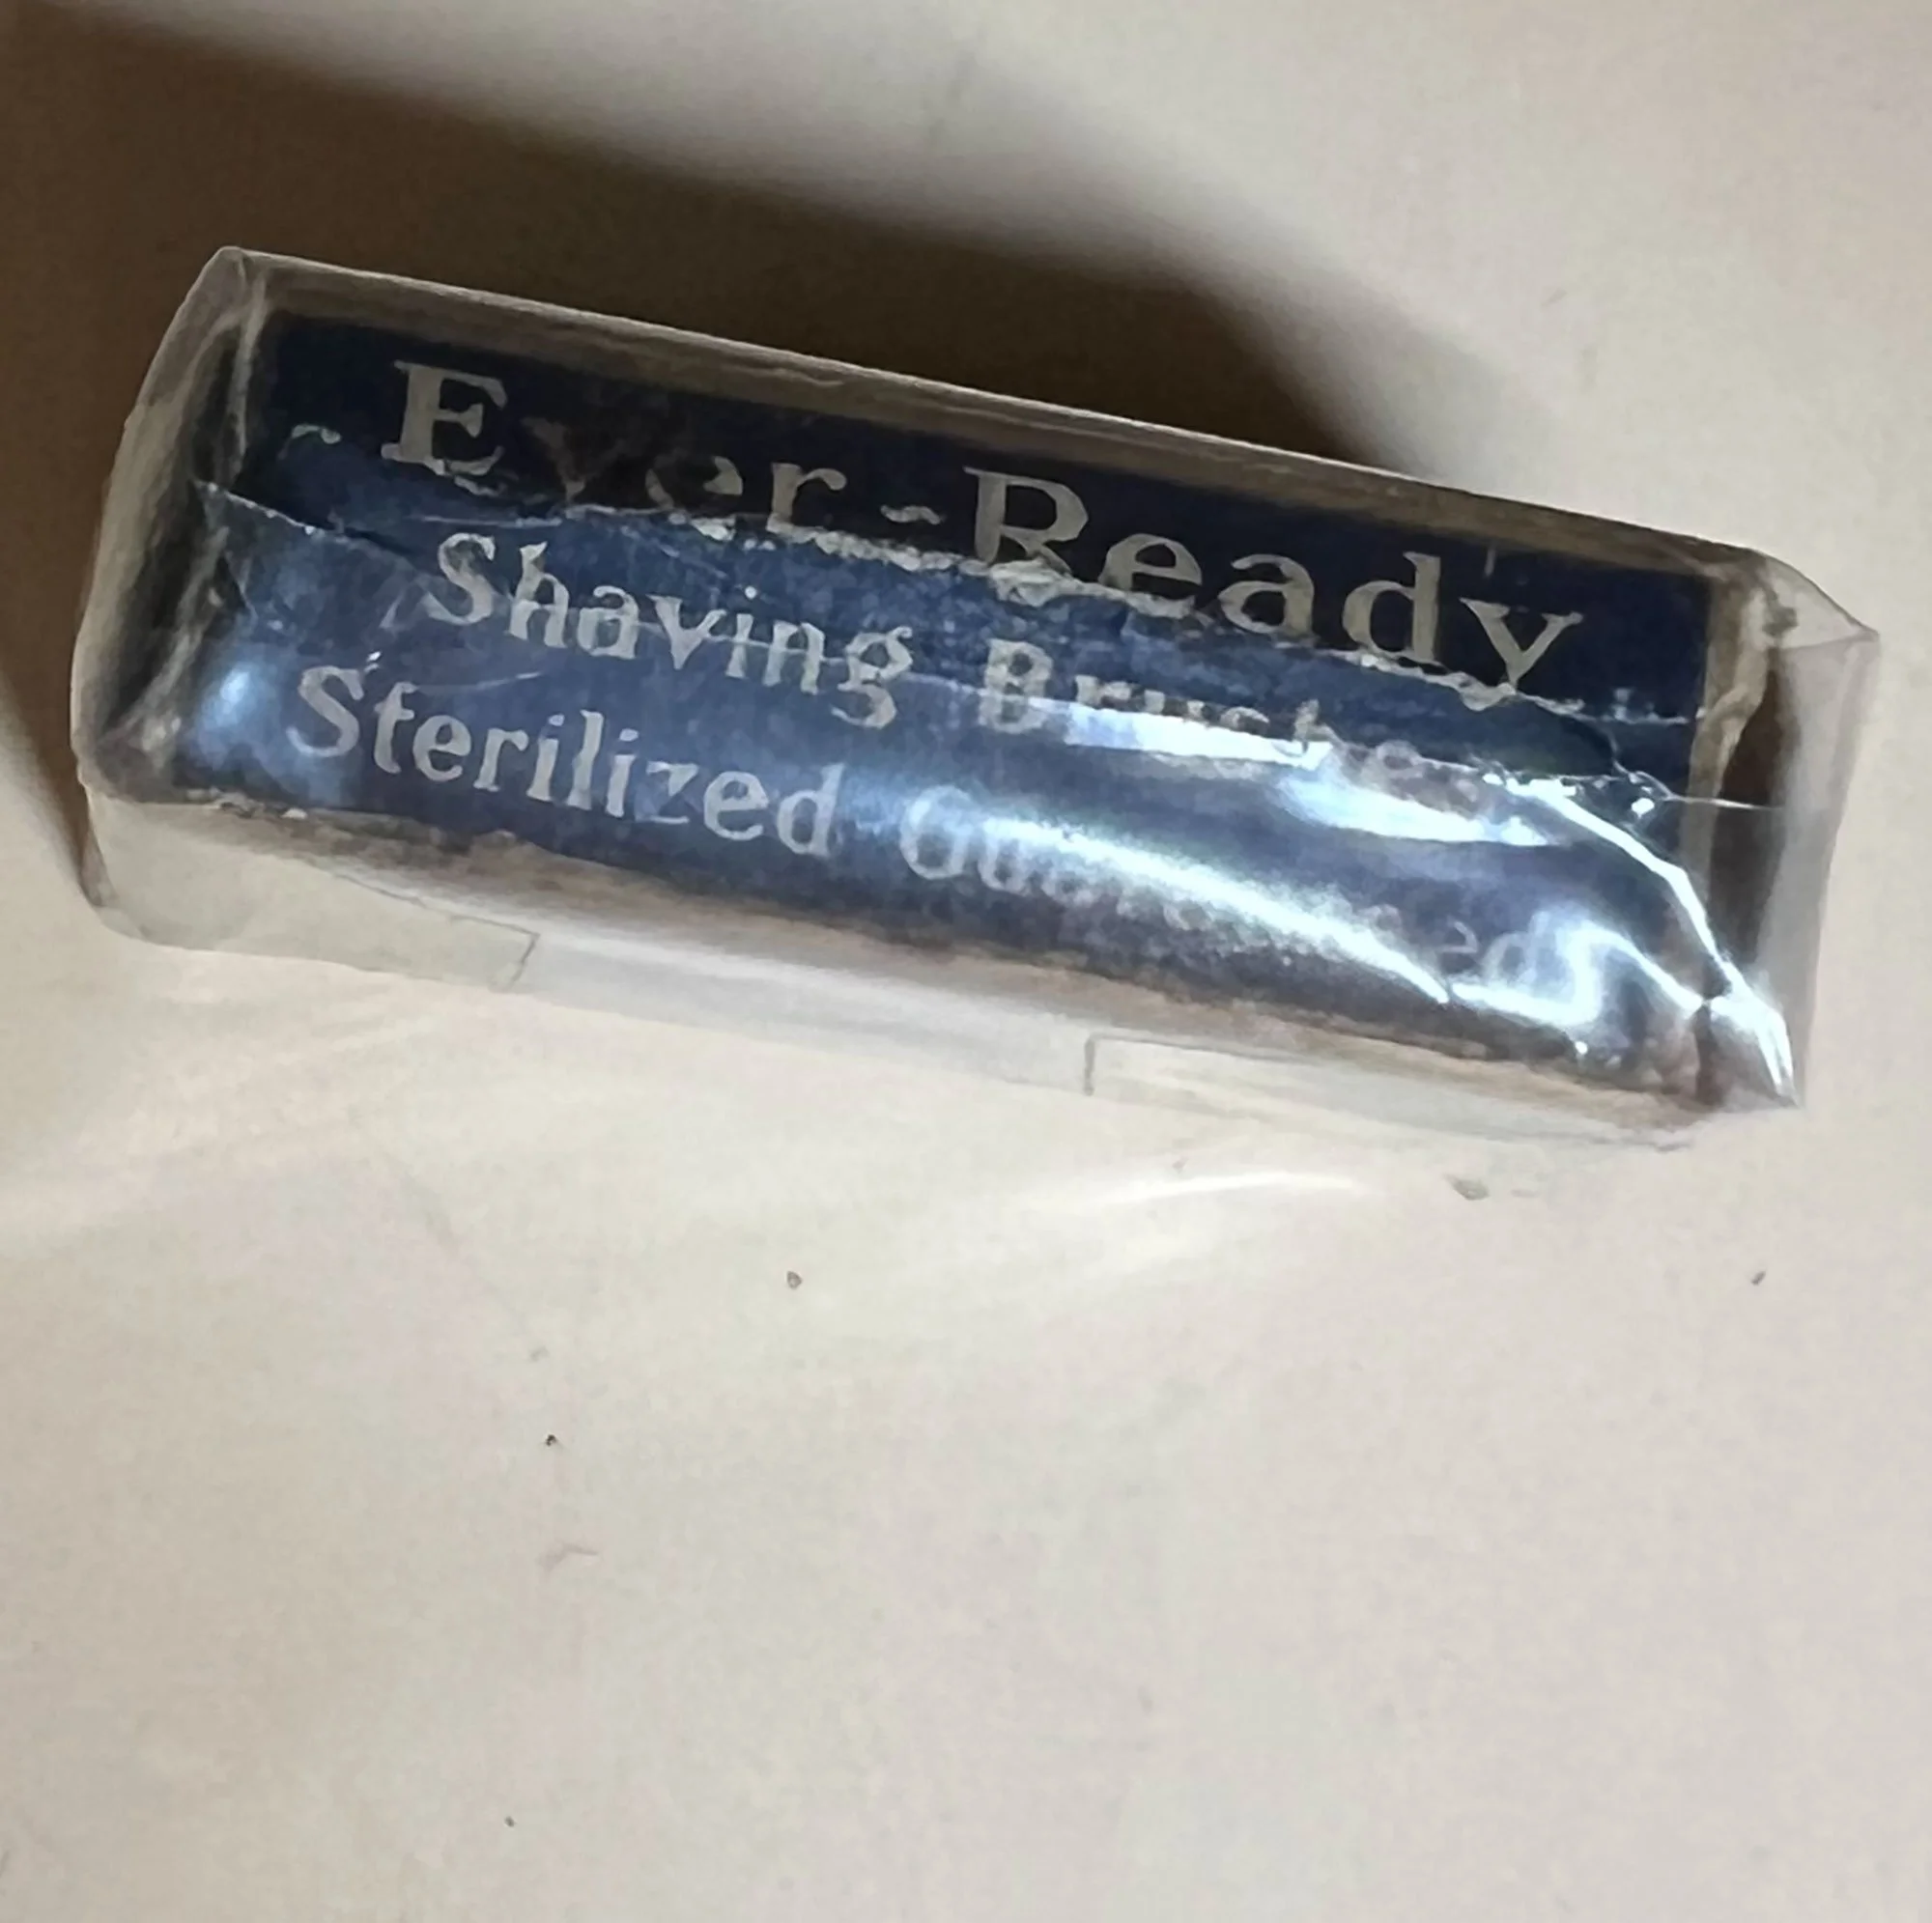 Ever-Ready
Shaving Brushes
Sterilized Guaranteed